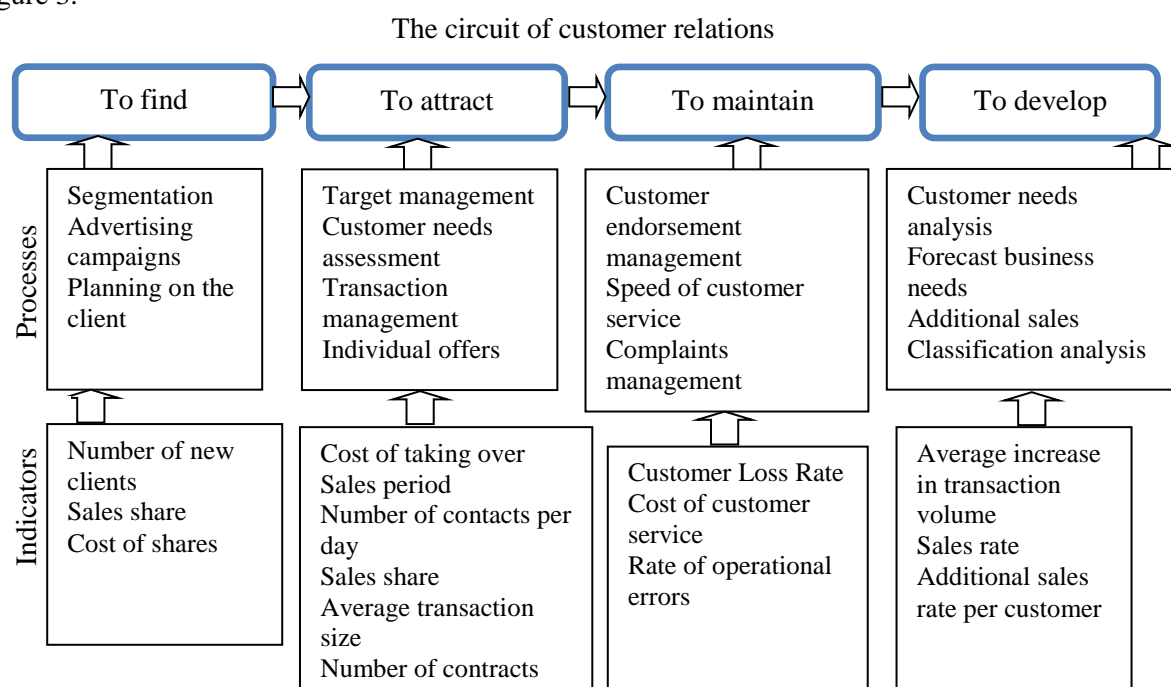 gure 3.
The circuit of customer relations
To find
To attract
To maintain
To develop
Processes
Segmentation
Advertising
campaigns
Planning on the
client
Target management
Customer needs
assessment
Transaction
management
Individual offers
Customer
endorsement
management
Speed of customer
service
Complaints
management
Customer needs
analysis
Forecast business
needs
Additional sales
Classification analysis
Indicators
Number of new
clients
Sales share
Cost of shares
Cost of taking over
Sales period
Number of contacts per
day
Sales share
Average transaction
size
Number of contracts
Customer Loss Rate
Cost of customer
service
Rate of operational
errors
Average increase
in transaction
volume
Sales rate
Additional sales
rate per customer